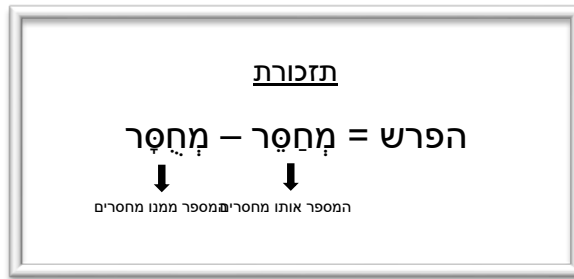 תזכורת
הפרש = מְחַסֵּר – מְחֻסָּר
המספר אותו מחסרים המספר ממנו מחסרים